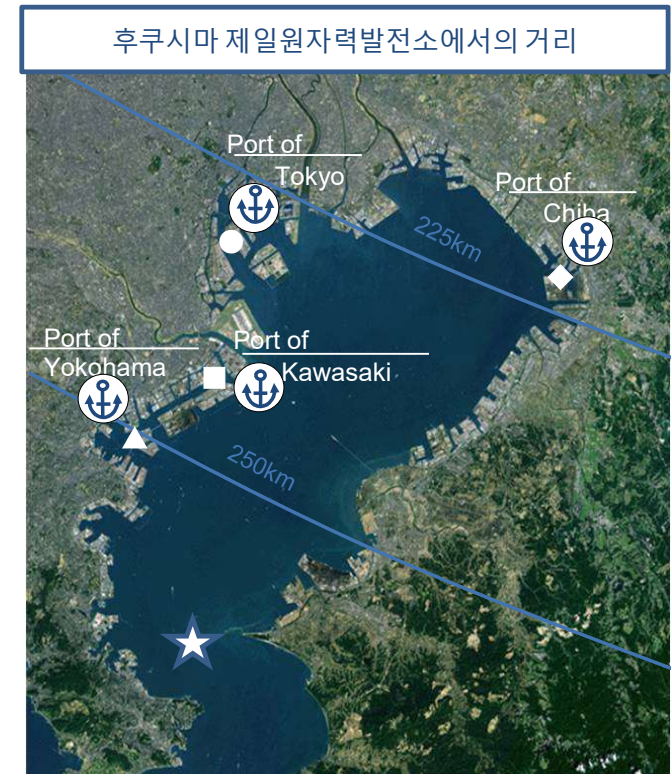 후쿠시마 제일원자력발전소에서의 거리
Port of
Tokyo
Port of
Chiba
225km
Port of
Yokohama
Port of
Kawasaki
250km